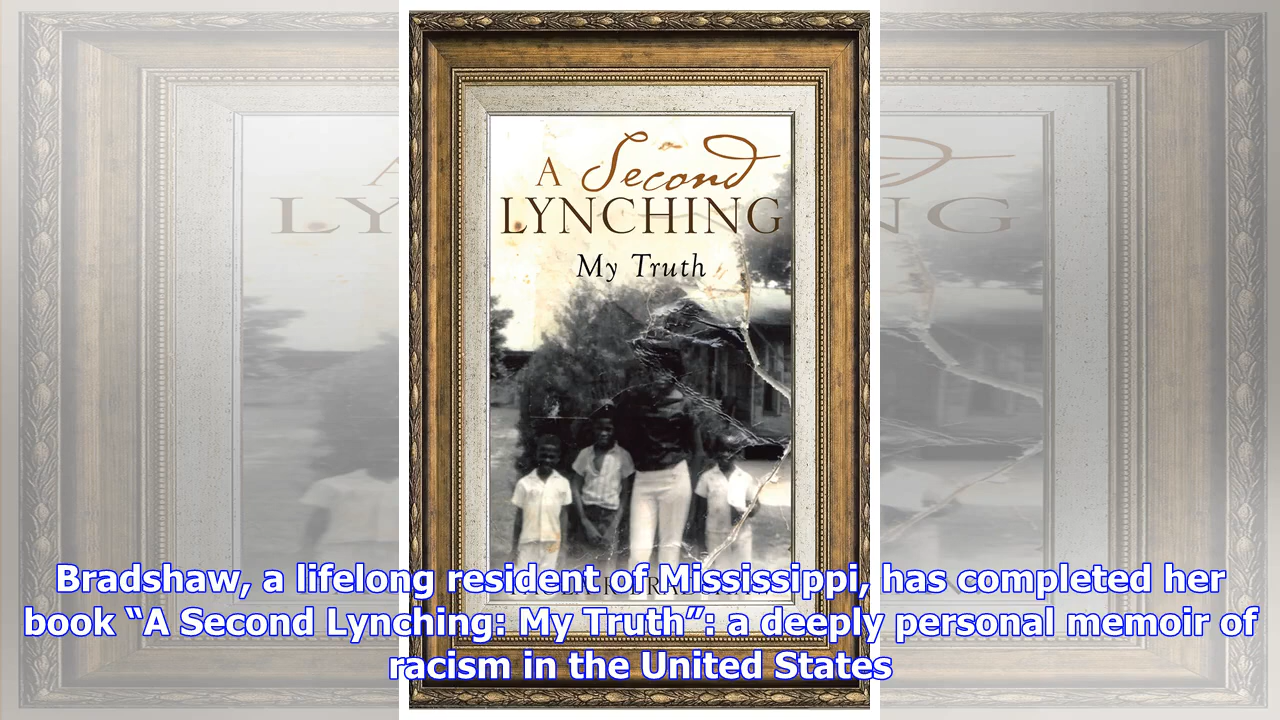 A Second
LYNCHING
My Truth
Bradshaw, a lifelong resident of Mississippi, has completed her
book “A Second Lynching: My Truth”: a deeply personal memoir of
racism in the United States